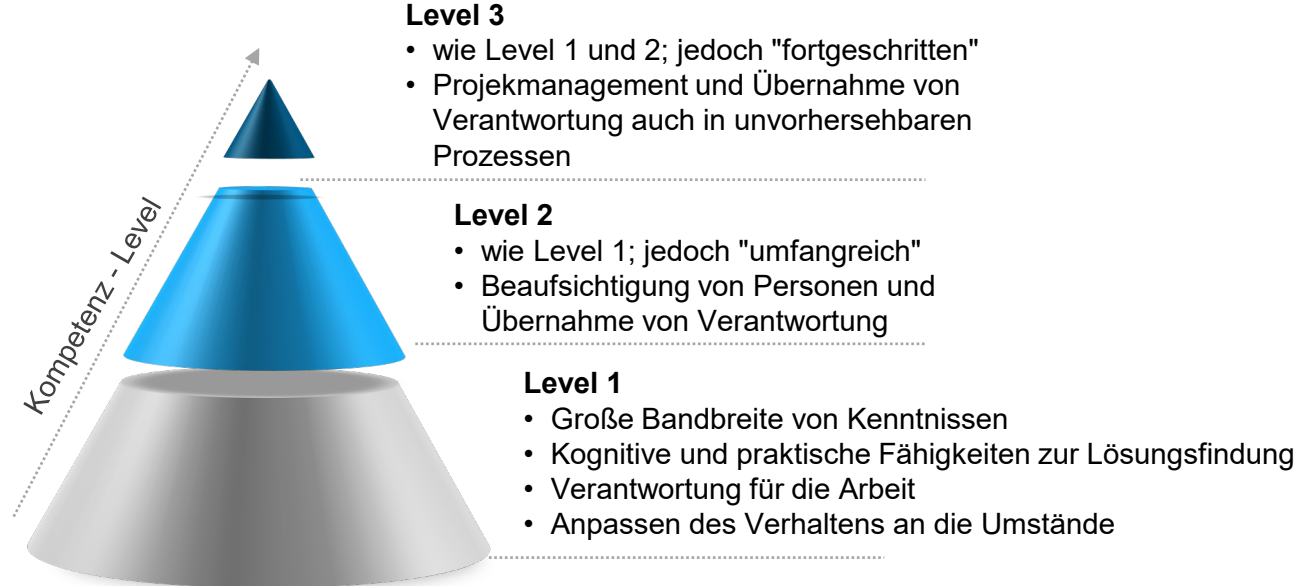 Level 3
• wie Level 1 und 2; jedoch "fortgeschritten"
• Projekmanagement und Übernahme von
Verantwortung auch in unvorhersehbaren
Prozessen
Kompetenz - Level
Level 2
• wie Level 1; jedoch "umfangreich"
• Beaufsichtigung von Personen und
Übernahme von Verantwortung
Level 1
• Große Bandbreite von Kenntnissen
• Kognitive und praktische Fähigkeiten zur Lösungsfindung
• Verantwortung für die Arbeit
• Anpassen des Verhaltens an die Umstände